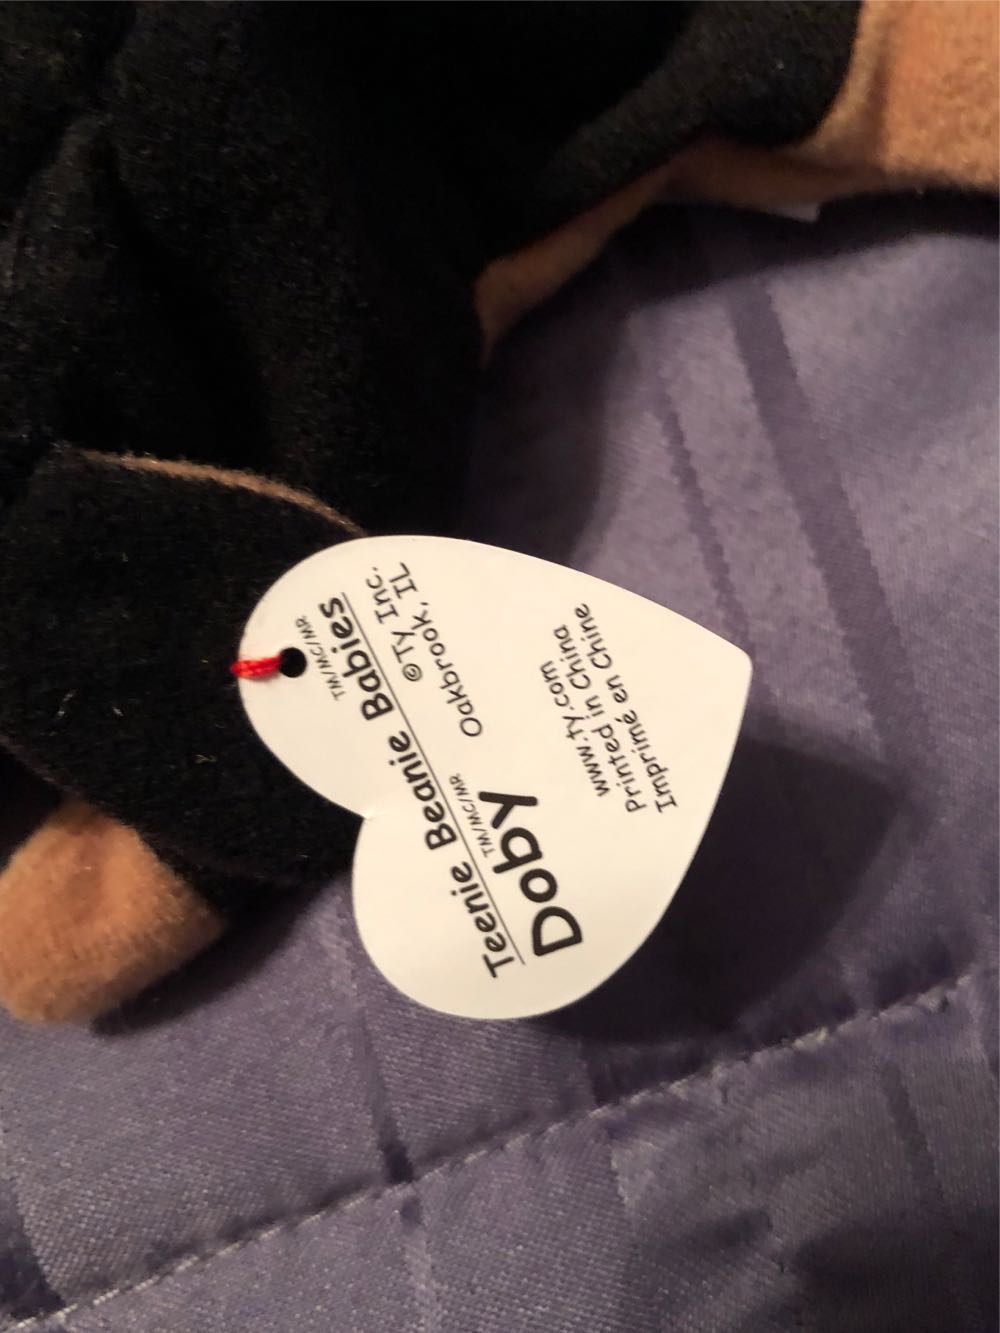 Teenie Beanie Babies TM/MC/MR
Doby TM/MC/MR
©Ty Inc.
Oakbrook, IL
www.ty.com
Printed in China
Imprimé en Chine